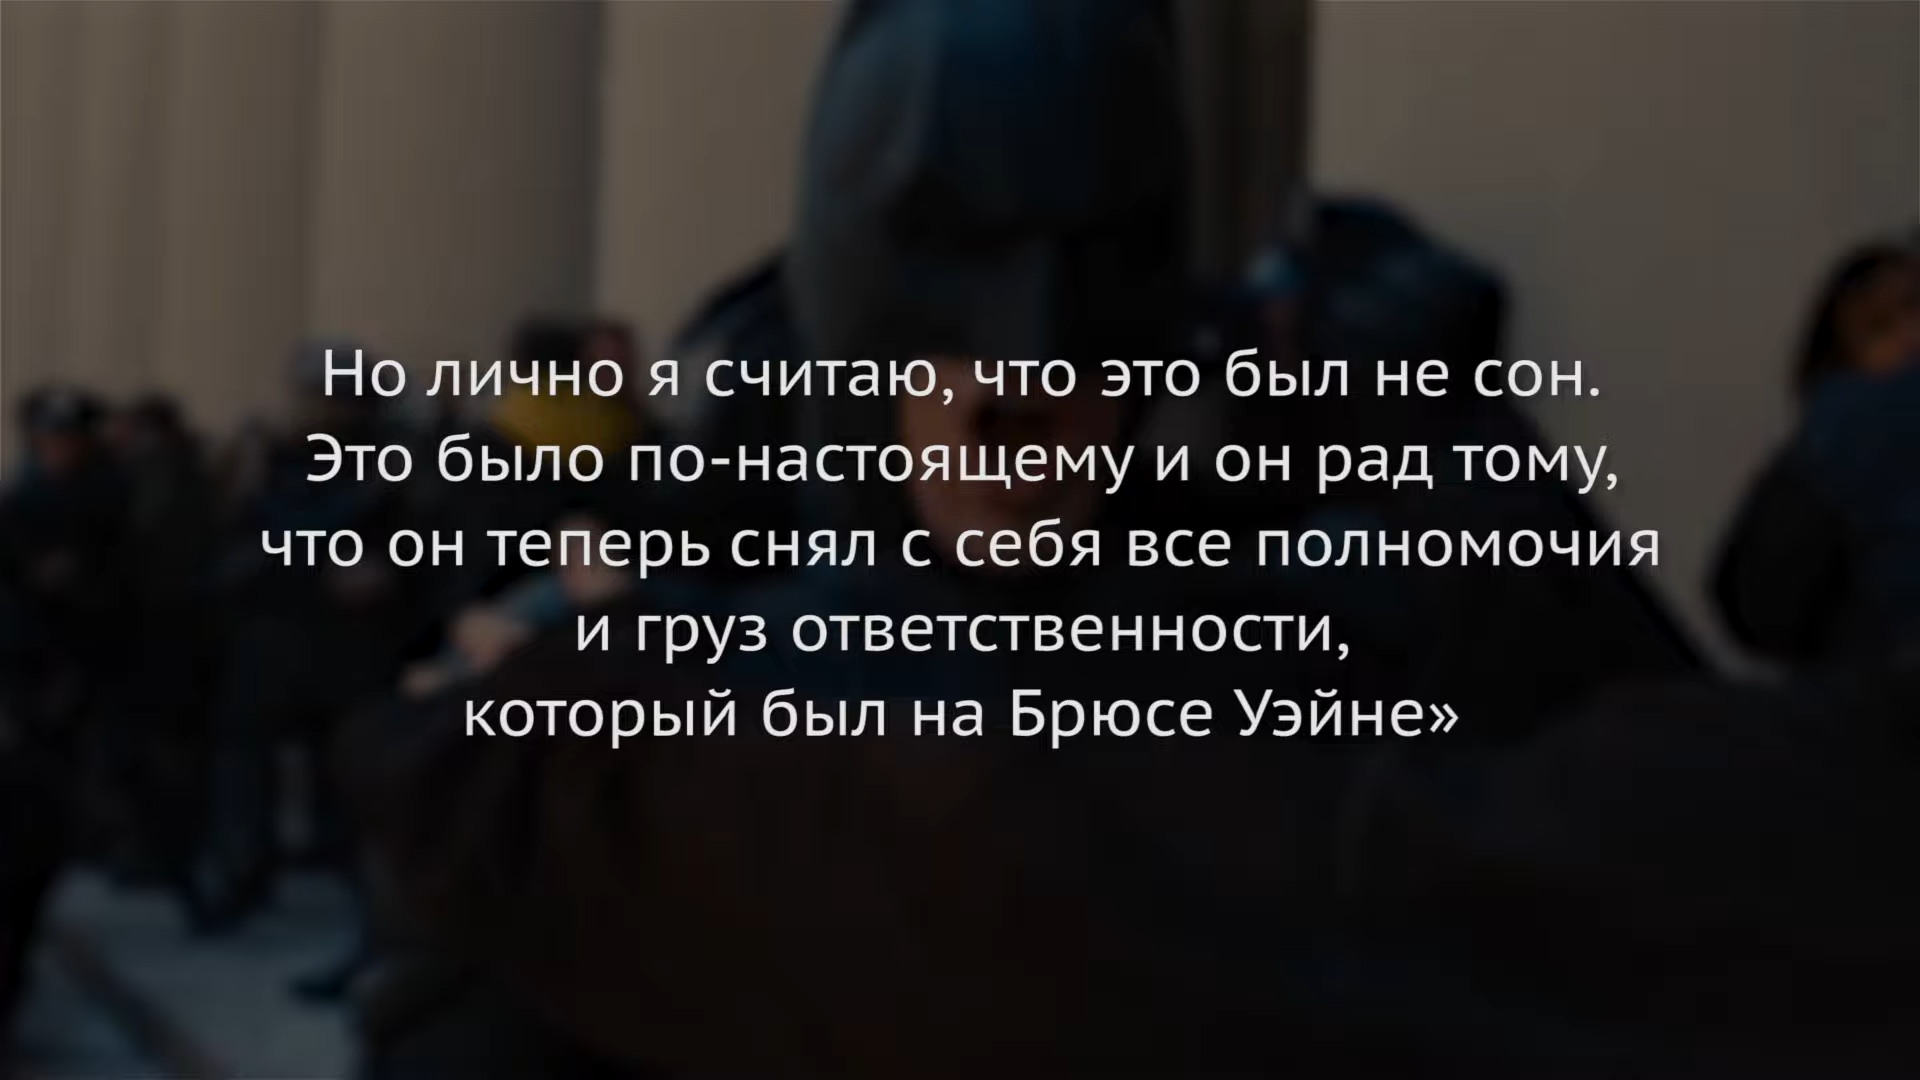 Но лично я считаю, что это был не сон.
Это было по-настоящему и он рад тому,
что он теперь снял с себя все полномочия
и груз ответственности,
который был на Брюсе Уэйне»